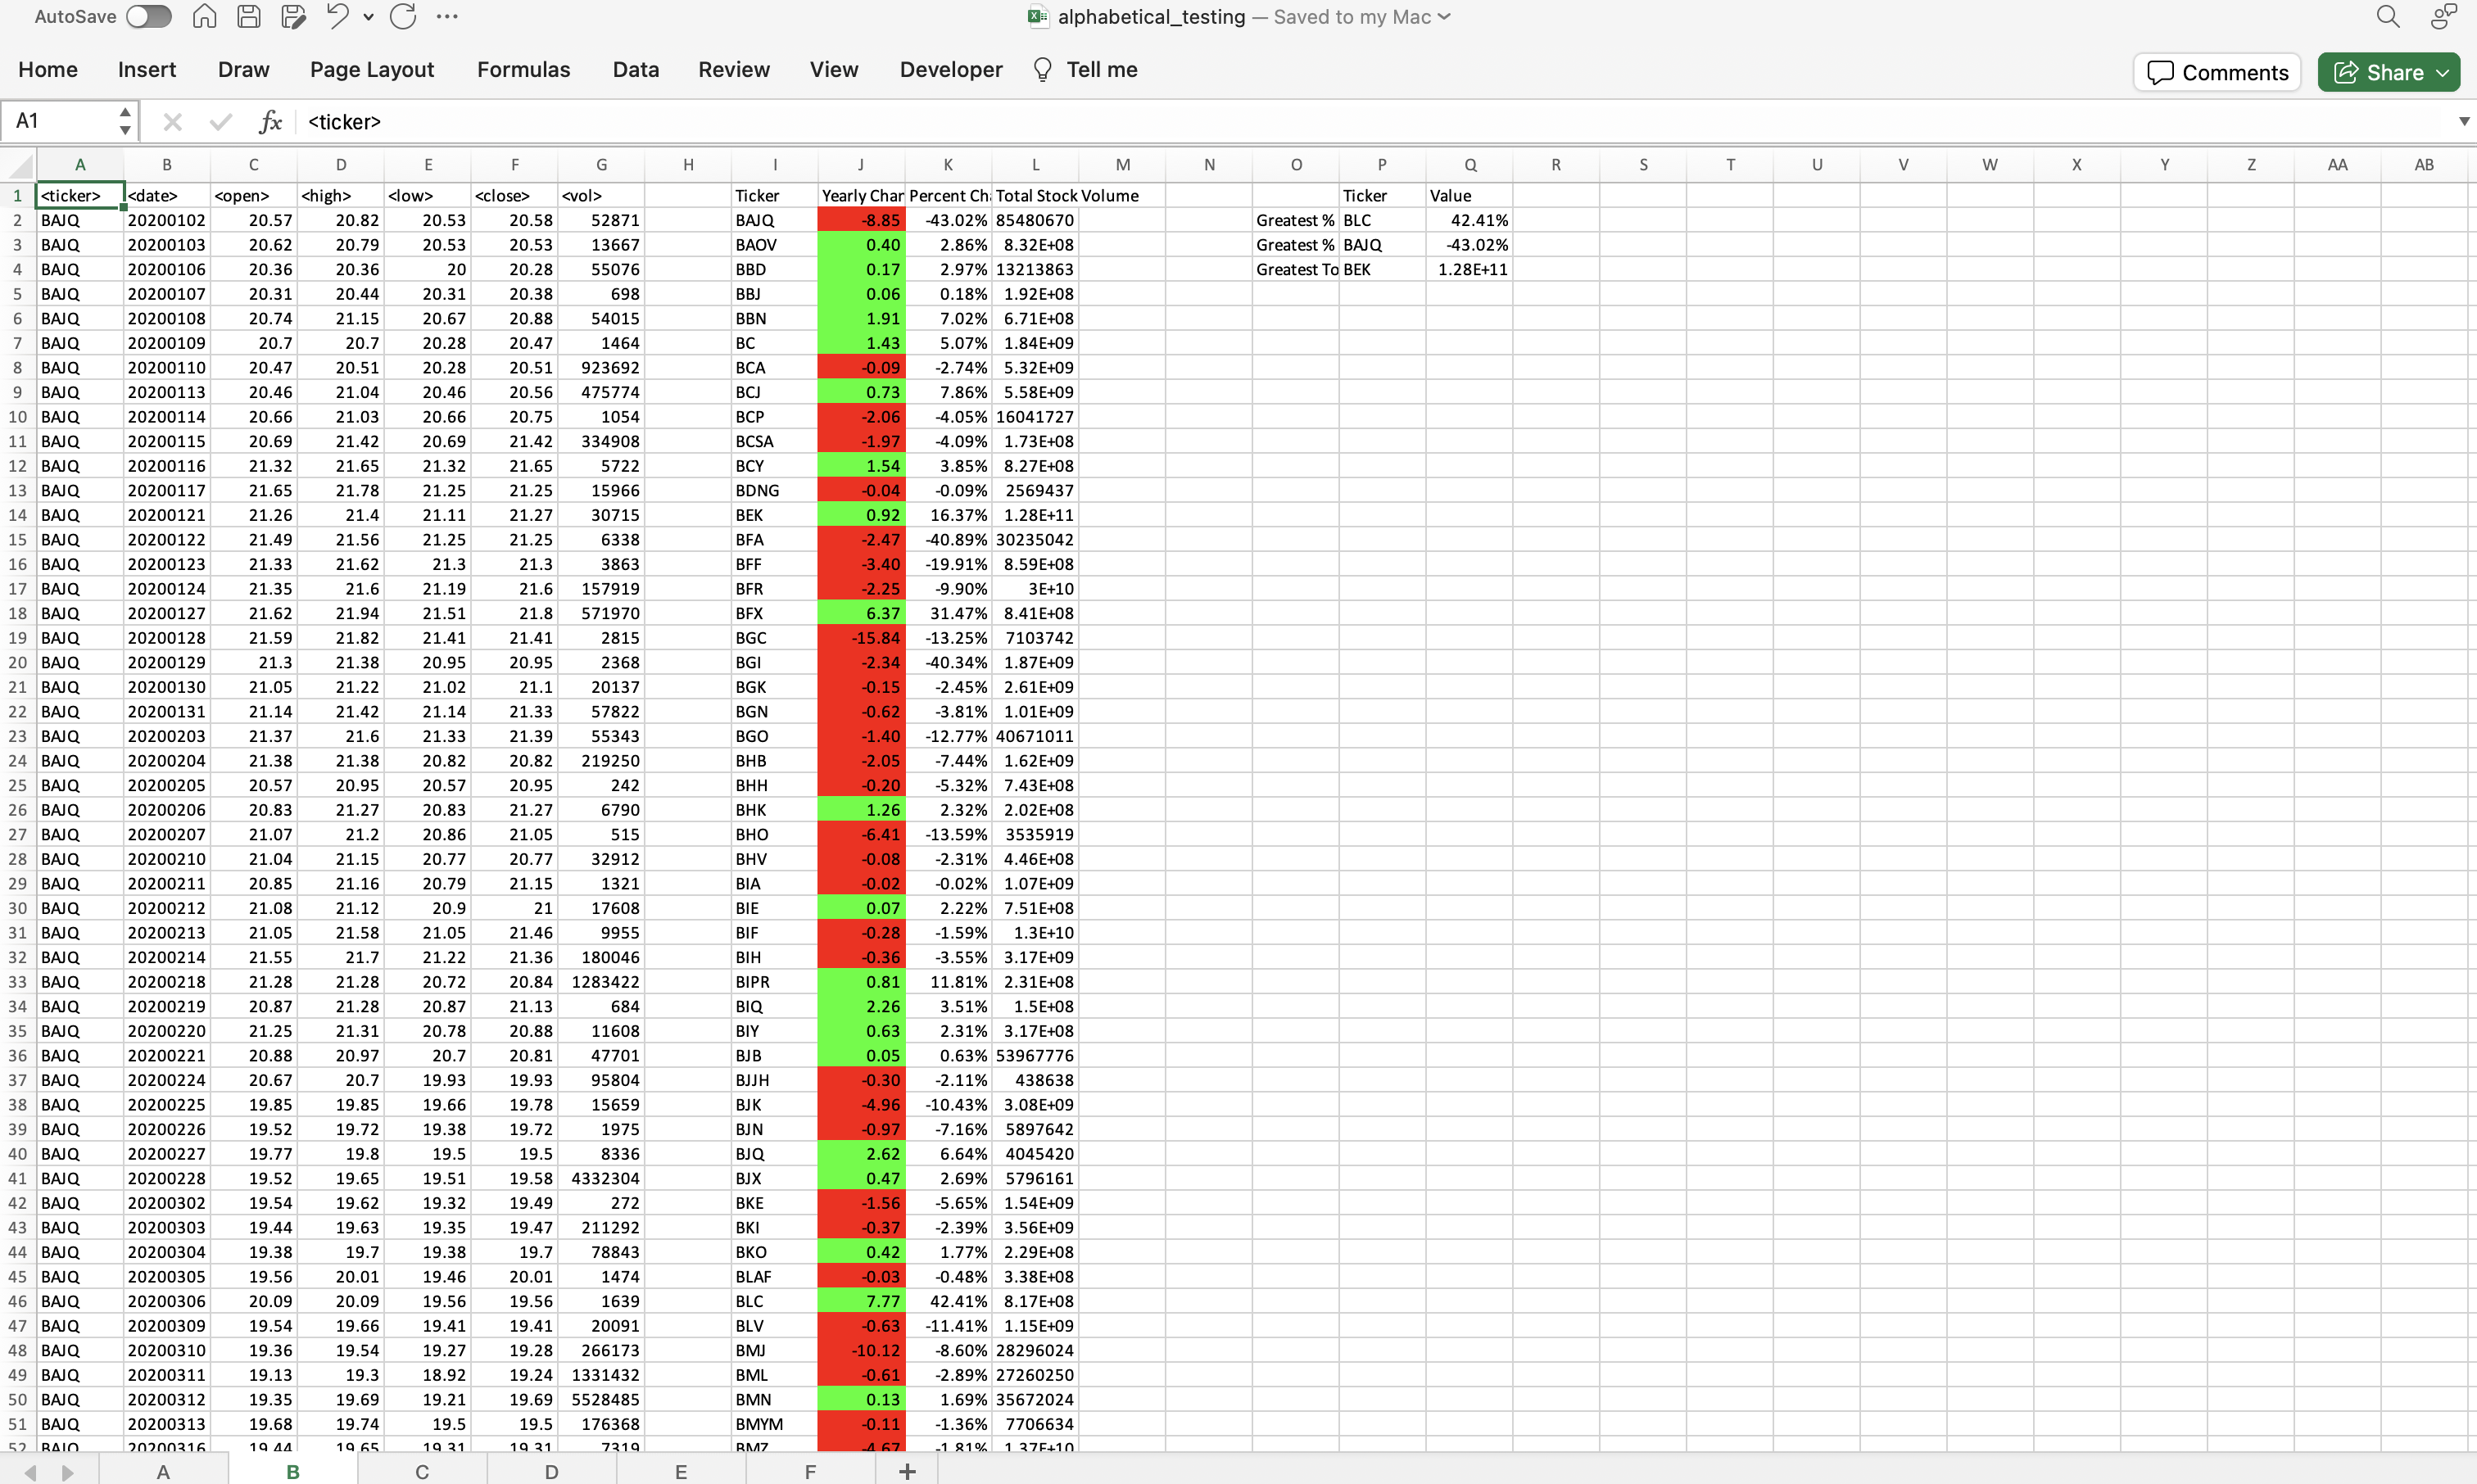 AutoSave alphabetical_testing — Saved to my Mac
Home Insert Draw Page Layout Formulas Data Review View Developer Tell me Comments Share
A1 fx <ticker>
A B C D E F G H I J K L M N O P Q R S T U V W X Y Z AA AB
1 <ticker> <date> <open> <high> <low> <close> <vol> Ticker Yearly Chan Percent Cha Total Stock Volume Ticker Value
2 BAJQ 20200102 20.57 20.82 20.53 20.58 52871 BAJQ -8.85 -43.02% 85480670 Greatest % BLC 42.41%
3 BAJQ 20200103 20.62 20.79 20.53 20.53 13667 BAOV 0.40 2.86% 8.32E+08 Greatest % BAJQ -43.02%
4 BAJQ 20200106 20.36 20.36 20 20.28 55076 BBD 0.17 2.97% 13213863 Greatest To BEK 1.28E+11
5 BAJQ 20200107 20.31 20.44 20.31 20.38 698 BBJ 0.06 0.18% 1.92E+08
6 BAJQ 20200108 20.74 21.15 20.67 20.88 54015 BBN 1.91 7.02% 6.71E+08
7 BAJQ 20200109 20.7 20.7 20.28 20.47 1464 BC 1.43 5.07% 1.84E+09
8 BAJQ 20200110 20.47 20.51 20.28 20.51 923692 BCA -0.09 -2.74% 5.32E+09
9 BAJQ 20200113 20.46 21.04 20.46 20.56 475774 BCJ 0.73 7.86% 5.58E+09
10 BAJQ 20200114 20.66 21.03 20.66 20.75 1054 BCP -2.06 -4.05% 16041727
11 BAJQ 20200115 20.69 21.42 20.69 21.42 334908 BCSA -1.97 -4.09% 1.73E+08
12 BAJQ 20200116 21.32 21.65 21.32 21.65 5722 BCY 1.54 3.85% 8.27E+08
13 BAJQ 20200117 21.65 21.78 21.25 21.25 15966 BDNG -0.04 -0.09% 2569437
14 BAJQ 20200121 21.26 21.4 21.11 21.27 30715 BEK 0.92 16.37% 1.28E+11
15 BAJQ 20200122 21.49 21.56 21.25 21.25 6338 BFA -2.47 -40.89% 30235042
16 BAJQ 20200123 21.33 21.62 21.3 21.3 3863 BFF -3.40 -19.91% 8.59E+08
17 BAJQ 20200124 21.35 21.6 21.19 21.6 157919 BFR -2.25 -9.90% 3E+10
18 BAJQ 20200127 21.62 21.94 21.51 21.8 571970 BFX 6.37 31.47% 8.41E+08
19 BAJQ 20200128 21.59 21.82 21.41 21.41 2815 BGC -15.84 -13.25% 7103742
20 BAJQ 20200129 21.3 21.38 20.95 20.95 2368 BGI -2.34 -40.34% 1.87E+09
21 BAJQ 20200130 21.05 21.22 21.02 21.1 20137 BGK -0.15 -2.45% 2.61E+09
22 BAJQ 20200131 21.14 21.42 21.14 21.33 57822 BGN -0.62 -3.81% 1.01E+09
23 BAJQ 20200203 21.37 21.6 21.33 21.39 55343 BGO -1.40 -12.77% 40671011
24 BAJQ 20200204 21.38 21.38 20.82 20.82 219250 BHB -2.05 -7.44% 1.62E+09
25 BAJQ 20200205 20.57 20.95 20.57 20.95 242 BHH -0.20 -5.32% 7.43E+08
26 BAJQ 20200206 20.83 21.27 20.83 21.27 6790 BHK 1.26 2.32% 2.02E+08
27 BAJQ 20200207 21.07 21.2 20.86 21.05 515 BHO -6.41 -13.59% 3535919
28 BAJQ 20200210 21.04 21.15 20.77 20.77 32912 BHV -0.08 -2.31% 4.46E+08
29 BAJQ 20200211 20.85 21.16 20.79 21.15 1321 BIA -0.02 -0.02% 1.07E+09
30 BAJQ 20200212 21.08 21.12 20.9 21 17608 BIE 0.07 2.22% 7.51E+08
31 BAJQ 20200213 21.05 21.58 21.05 21.46 9955 BIF -0.28 -1.59% 1.3E+10
32 BAJQ 20200214 21.55 21.7 21.22 21.36 180046 BIH -0.36 -3.55% 3.17E+09
33 BAJQ 20200218 21.28 21.28 20.72 20.84 1283422 BIPR 0.81 11.81% 2.31E+08
34 BAJQ 20200219 20.87 21.28 20.87 21.13 684 BIQ 2.26 3.51% 1.5E+08
35 BAJQ 20200220 21.25 21.31 20.78 20.88 11608 BIY 0.63 2.31% 3.17E+08
36 BAJQ 20200221 20.88 20.97 20.7 20.81 47701 BJB 0.05 0.63% 53967776
37 BAJQ 20200224 20.67 20.7 19.93 19.93 95804 BJJH -0.30 -2.11% 438638
38 BAJQ 20200225 19.85 19.85 19.66 19.78 15659 BJK -4.96 -10.43% 3.08E+09
39 BAJQ 20200226 19.52 19.72 19.38 19.72 1975 BJN -0.97 -7.16% 5897642
40 BAJQ 20200227 19.77 19.8 19.5 19.5 8336 BJQ 2.62 6.64% 4045420
41 BAJQ 20200228 19.52 19.65 19.51 19.58 4332304 BJX 0.47 2.69% 5796161
42 BAJQ 20200302 19.54 19.62 19.32 19.49 272 BKE -1.56 -5.65% 1.54E+09
43 BAJQ 20200303 19.44 19.63 19.35 19.47 211292 BKI -0.37 -2.39% 3.56E+09
44 BAJQ 20200304 19.38 19.7 19.38 19.7 78843 BKO 0.42 1.77% 2.29E+08
45 BAJQ 20200305 19.56 20.01 19.46 20.01 1474 BLAF -0.03 -0.48% 3.38E+08
46 BAJQ 20200306 20.09 20.09 19.56 19.56 1639 BLC 7.77 42.41% 8.17E+08
47 BAJQ 20200309 19.54 19.66 19.41 19.41 20091 BLV -0.63 -11.41% 1.15E+09
48 BAJQ 20200310 19.36 19.54 19.27 19.28 266173 BMJ -10.12 -8.60% 28296024
49 BAJQ 20200311 19.13 19.3 18.92 19.24 1331432 BML -0.61 -2.89% 27260250
50 BAJQ 20200312 19.35 19.69 19.21 19.69 5528485 BMN 0.13 1.69% 35672024
51 BAJQ 20200313 19.68 19.74 19.5 19.5 176368 BMYM -0.11 -1.36% 7706634
52 BAJQ 20200316 19.44 19.65 19.31 19.31 7319 BMZ -4.67 -1.81% 1.37E+10
A B C D E F +